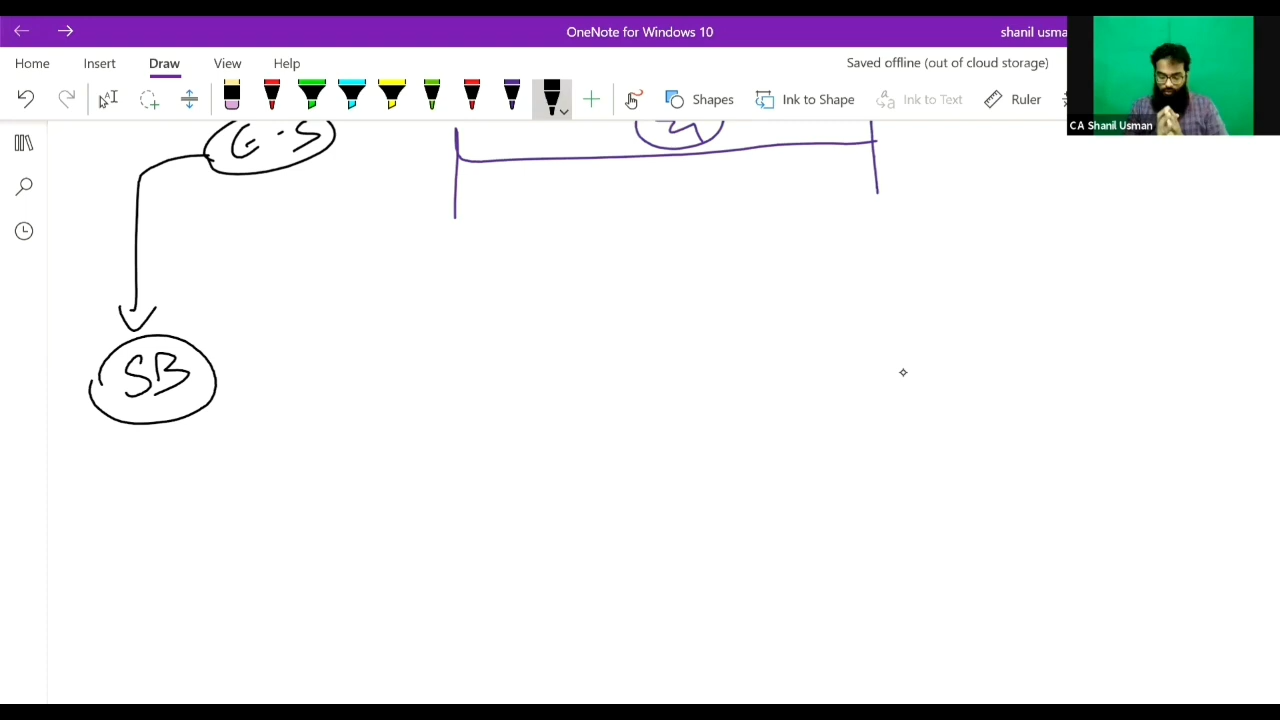 OneNote for Windows 10
shanil usma
Home Insert Draw View Help
Saved offline (out of cloud storage)
Shapes Ink to Shape Ink to Text Ruler
CA Shanil Usman
SB